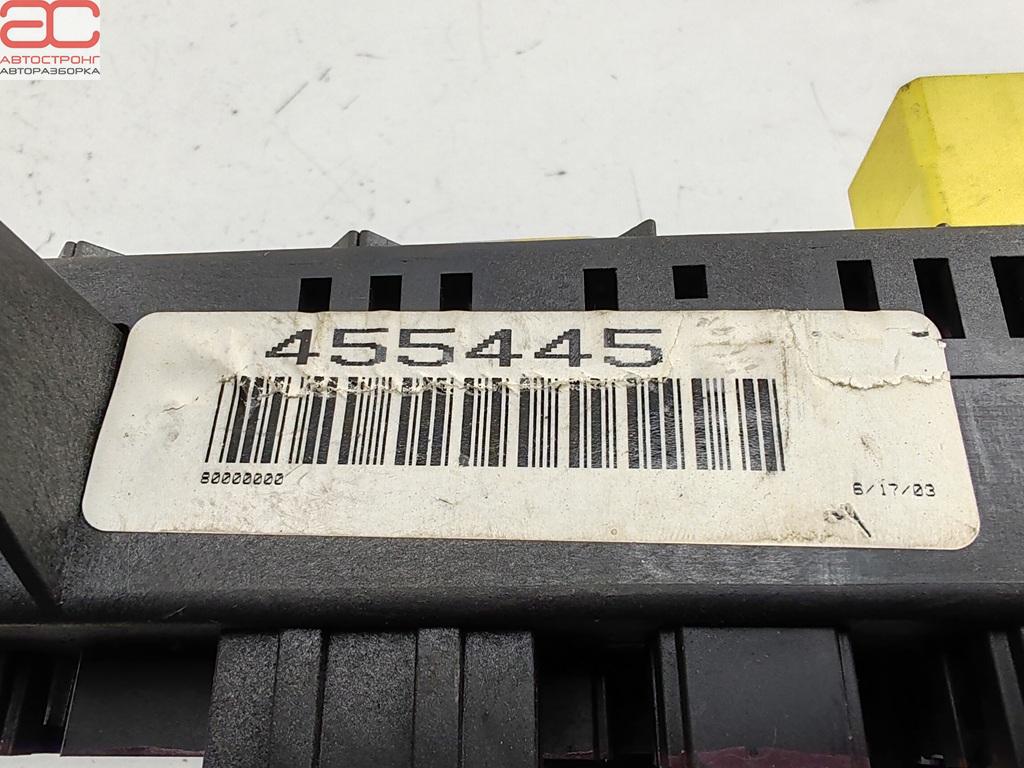 АС
АВТОСТРОНГ
АВТОРАЗБОРКА
455445
80000000
6/17/03